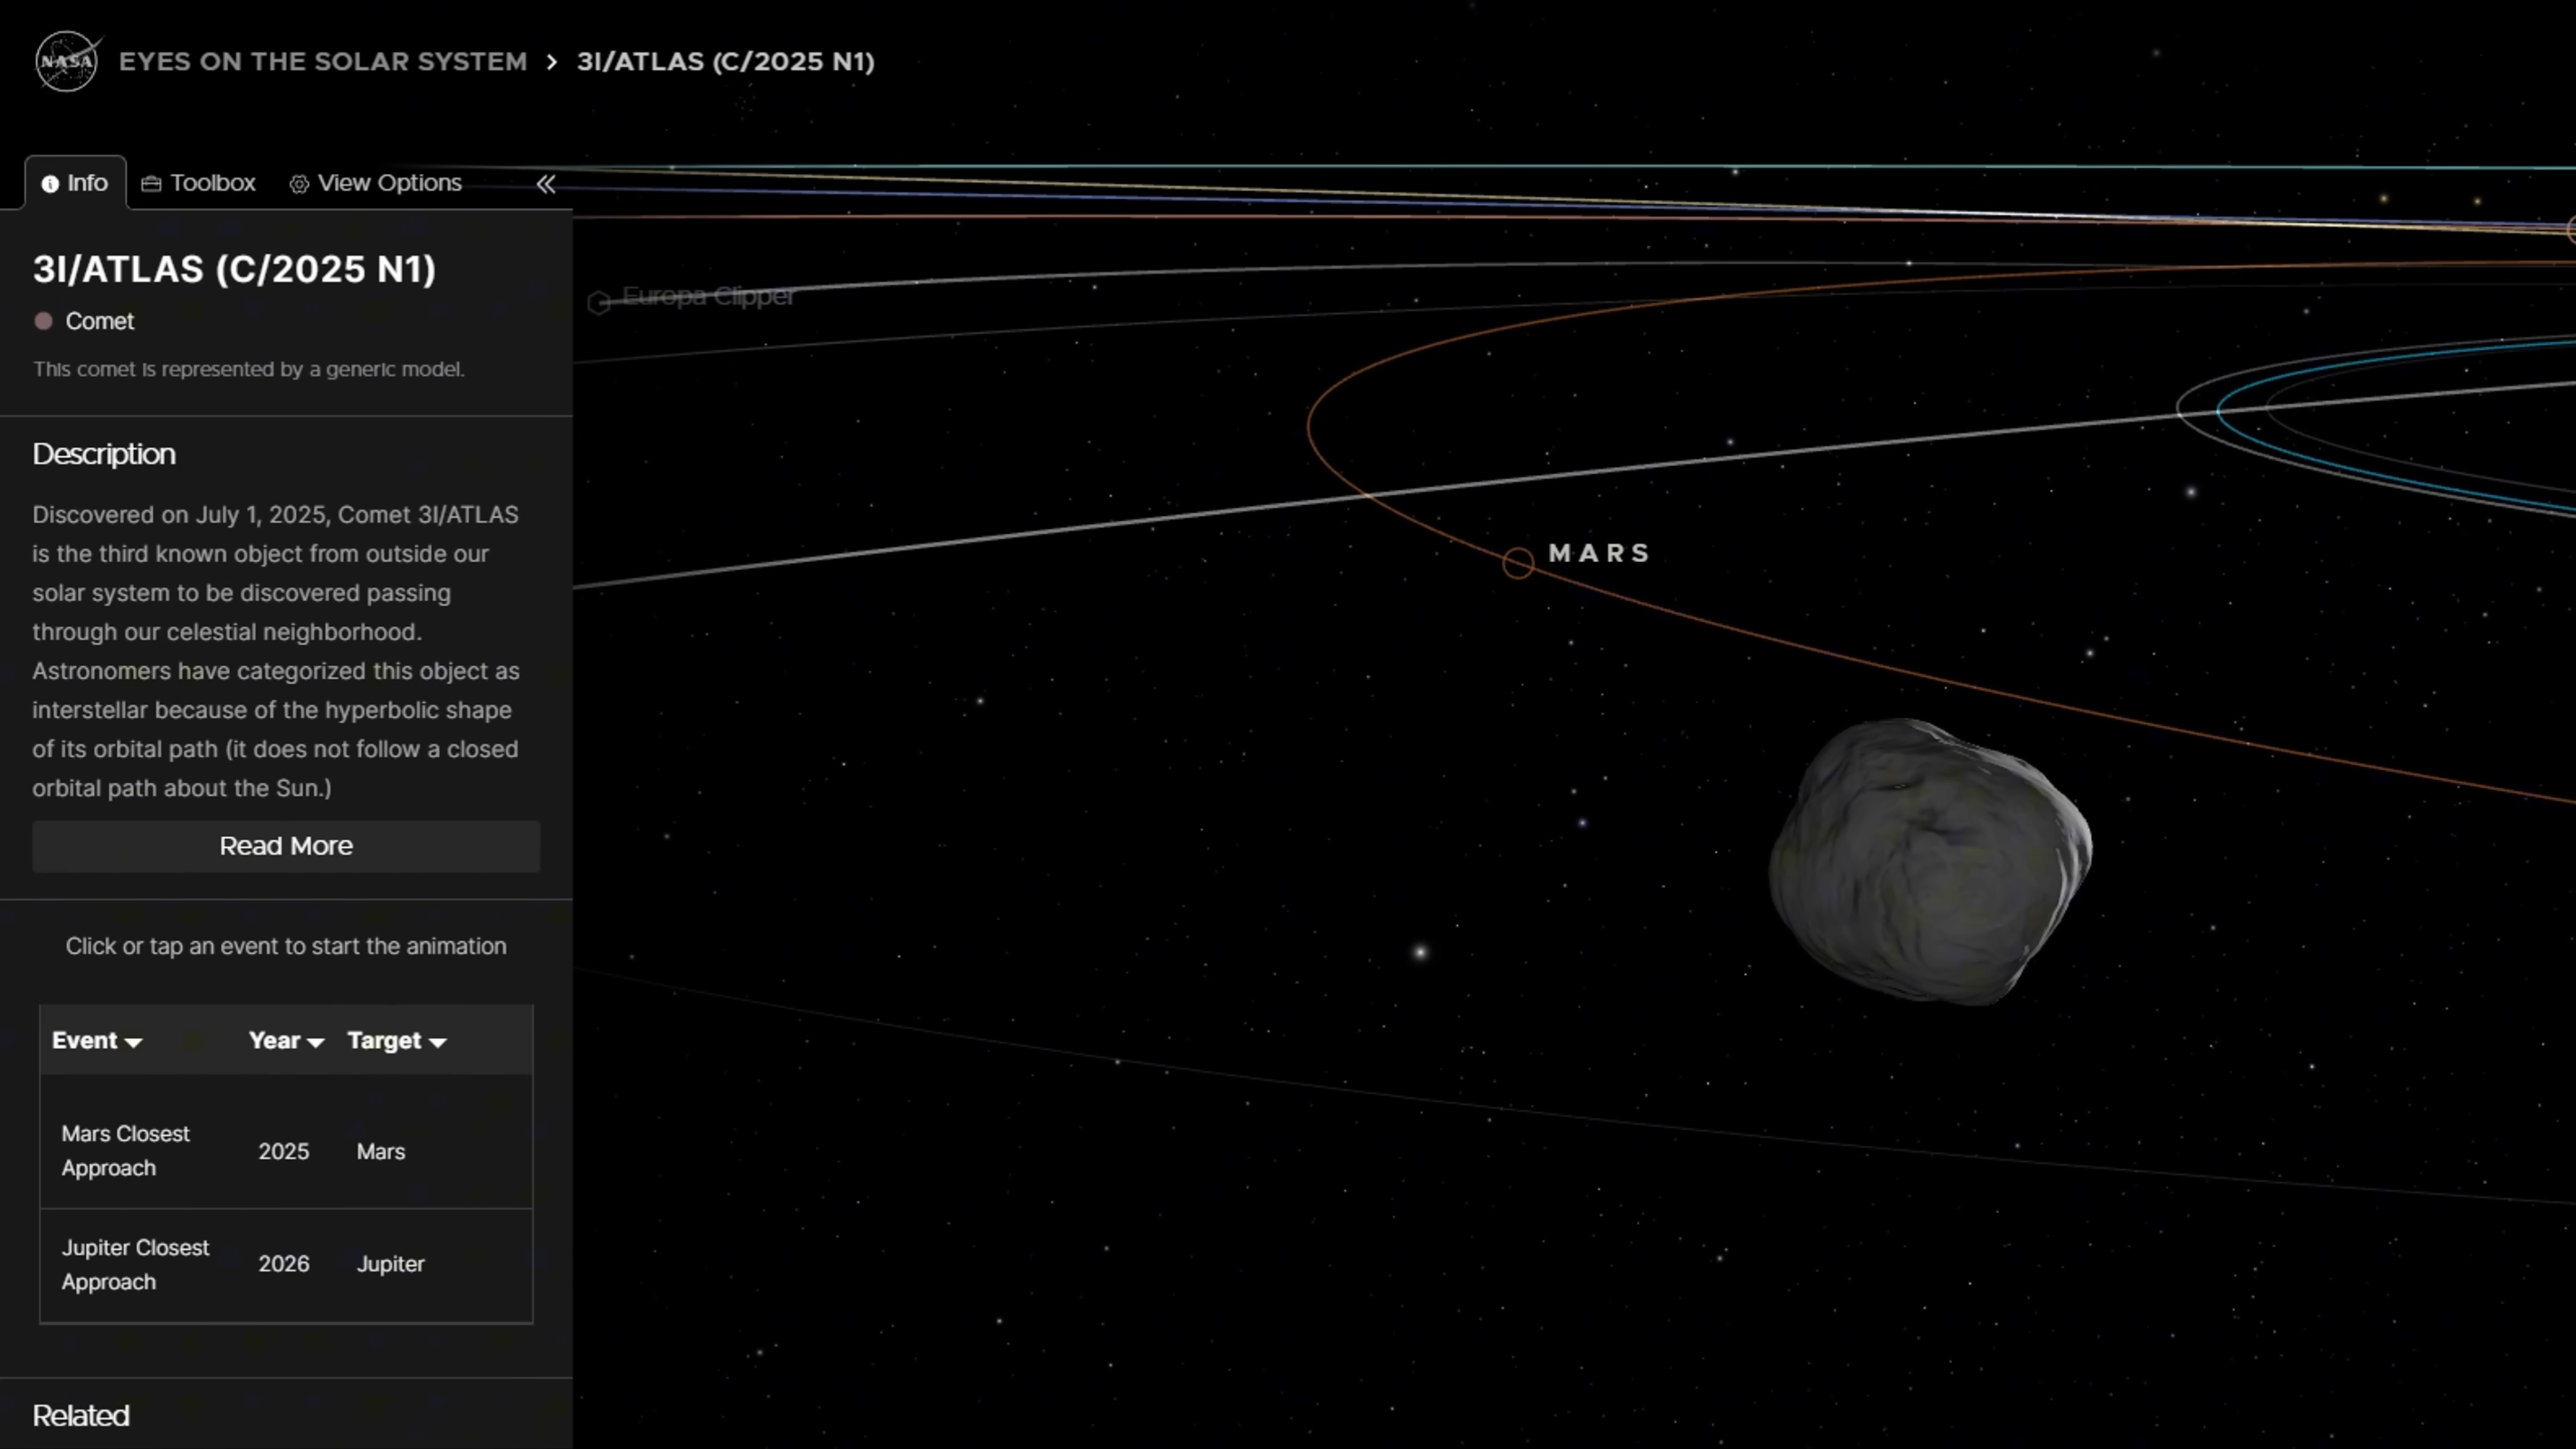 NASA
EYES ON THE SOLAR SYSTEM > 3I/ATLAS (C/2025 N1)
Info Toolbox View Options
3I/ATLAS (C/2025 N1)
Comet
This comet is represented by a generic model.
Description
Discovered on July 1, 2025, Comet 3I/ATLAS
is the third known object from outside our
solar system to be discovered passing
through our celestial neighborhood.
Astronomers have categorized this object as
interstellar because of the hyperbolic shape
of its orbital path (it does not follow a closed
orbital path about the Sun.)
Read More
Click or tap an event to start the animation
Event Year Target
Mars Closest
Approach
2025 Mars
Jupiter Closest
Approach
2026 Jupiter
Related
Europa Clipper
MARS